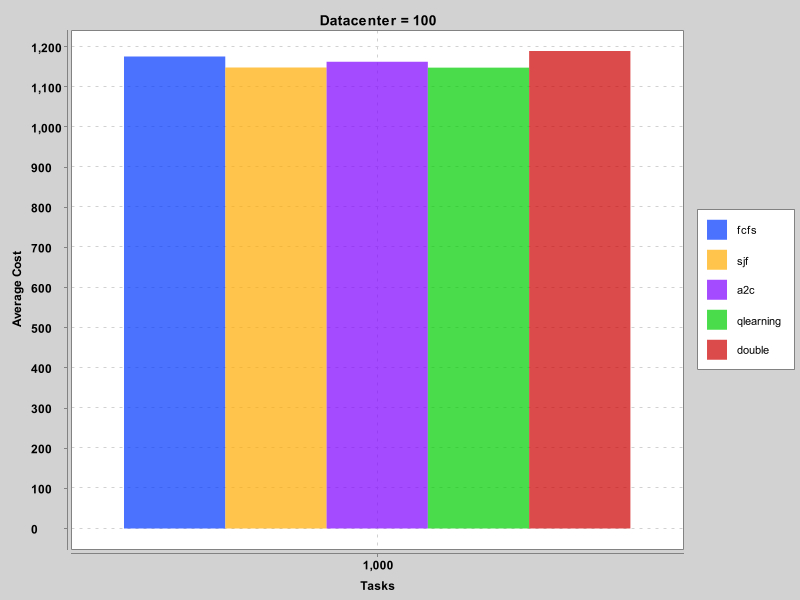 Datacenter = 100
Average Cost
1,200
1,100
1,000
900
800
700
600
500
400
300
200
100
0
1,000
Tasks
fcfs
sjf
a2c
qlearning
double